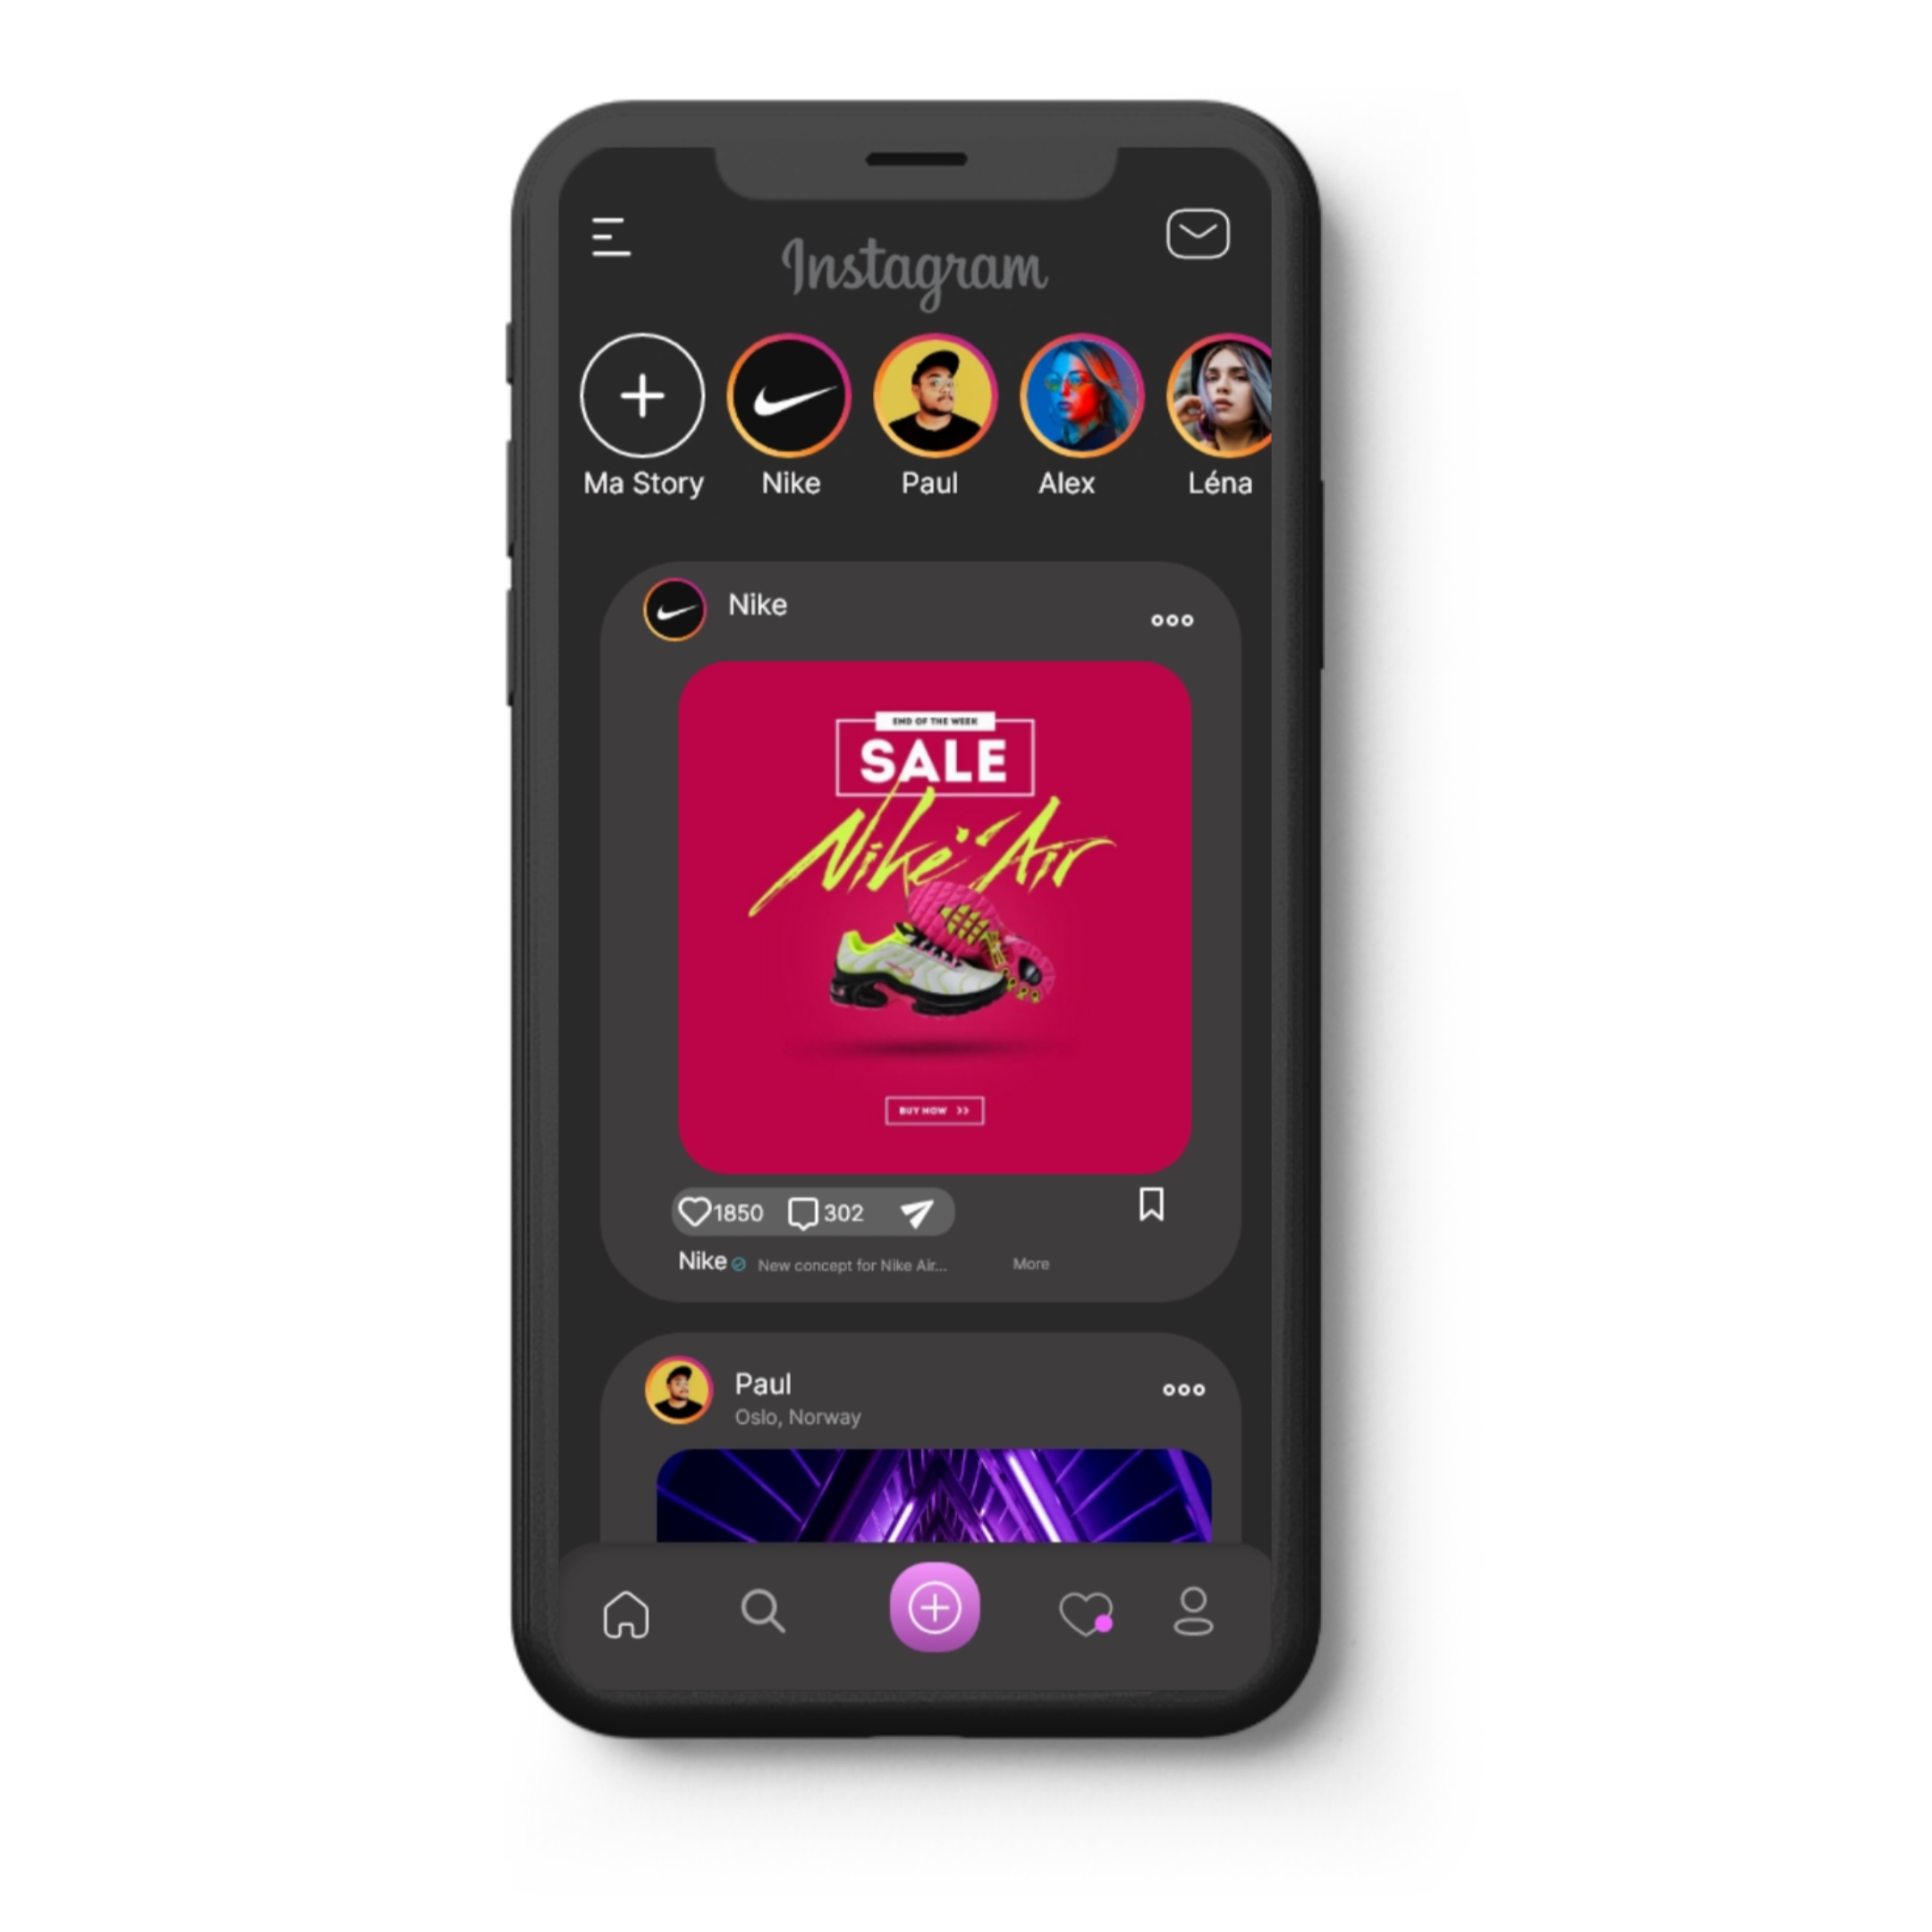 Instagram
Ma Story Nike Paul Alex Léna
Nike
END OF THE WEEK
SALE
Nike Air
BUY NOW >>
1850 302
Nike New concept for Nike Air... More
Paul
Oslo, Norway